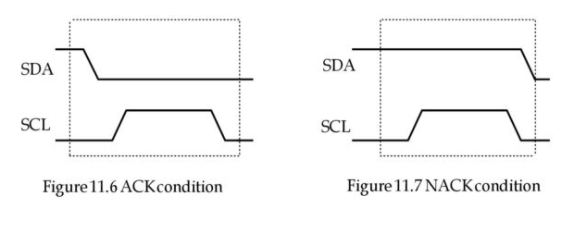 SDA
SCL
Figure 11.6 ACK condition
SDA
SCL
Figure 11.7 NACK condition